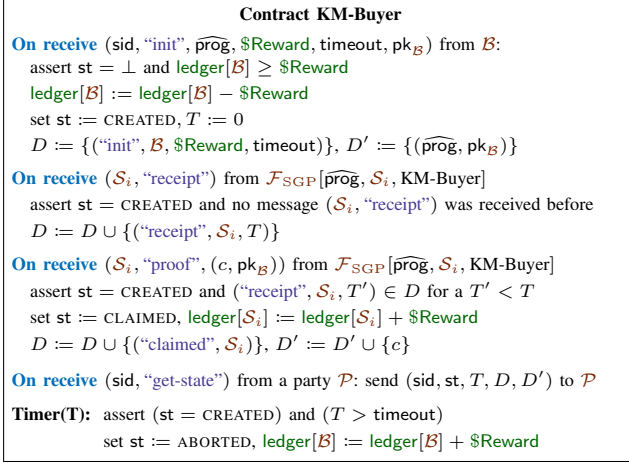 Contract KM-Buyer
On receive (sid, “init”, p͡rog, $Reward, timeout, pk_ℬ) from ℬ:
assert st = ⊥ and ledger[ℬ] ≥ $Reward
ledger[ℬ] := ledger[ℬ] − $Reward
set st := CREATED, T := 0
D := {(“init”, ℬ, $Reward, timeout)}, D′ := {(p͡rog, pk_ℬ)}
On receive (𝒮_i, “receipt”) from ℱ_SGP[p͡rog, 𝒮_i, KM-Buyer]
assert st = CREATED and no message (𝒮_i, “receipt”) was received before
D := D ∪ {(“receipt”, 𝒮_i, T)}
On receive (𝒮_i, “proof”, (c, pk_ℬ)) from ℱ_SGP[p͡rog, 𝒮_i, KM-Buyer]
assert st = CREATED and (“receipt”, 𝒮_i, T′) ∈ D for a T′ < T
set st := CLAIMED, ledger[𝒮_i] := ledger[𝒮_i] + $Reward
D := D ∪ {(“claimed”, 𝒮_i)}, D′ := D′ ∪ {c}
On receive (sid, “get-state”) from a party 𝒫: send (sid, st, T, D, D′) to 𝒫
Timer(T): assert (st = CREATED) and (T > timeout)
set st := ABORTED, ledger[ℬ] := ledger[ℬ] + $Reward